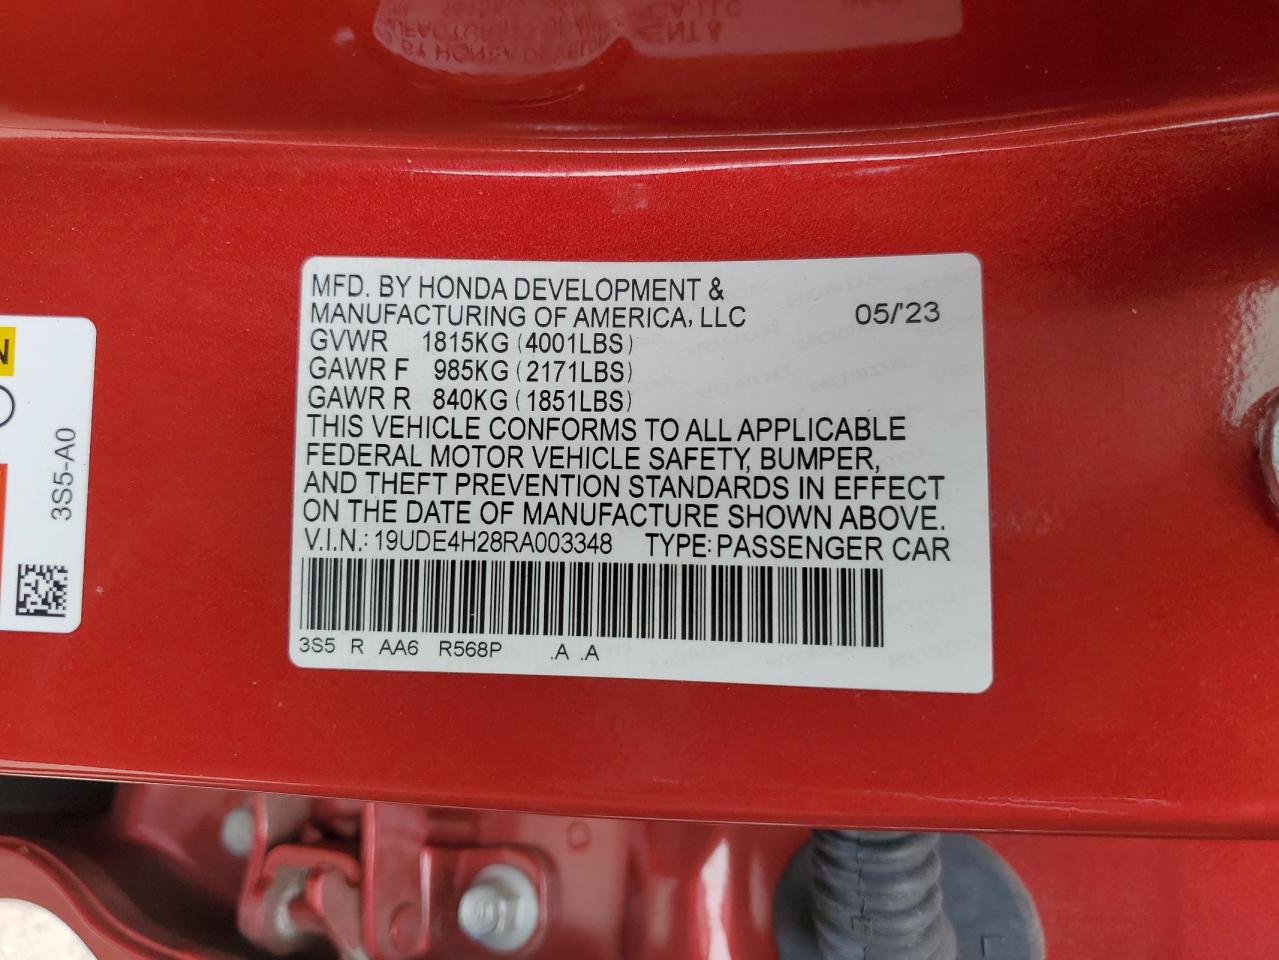 MFD. BY HONDA DEVELOPMENT &
MANUFACTURING OF AMERICA, LLC 05/'23
GVWR 1815KG (4001LBS)
GAWR F 985KG (2171LBS)
GAWR R 840KG (1851LBS)
THIS VEHICLE CONFORMS TO ALL APPLICABLE
FEDERAL MOTOR VEHICLE SAFETY, BUMPER,
AND THEFT PREVENTION STANDARDS IN EFFECT
ON THE DATE OF MANUFACTURE SHOWN ABOVE.
V.I.N.: 19UDE4H28RA003348 TYPE: PASSENGER CAR
3S5 R AA6 R568P .A .A
3S5-A0
N